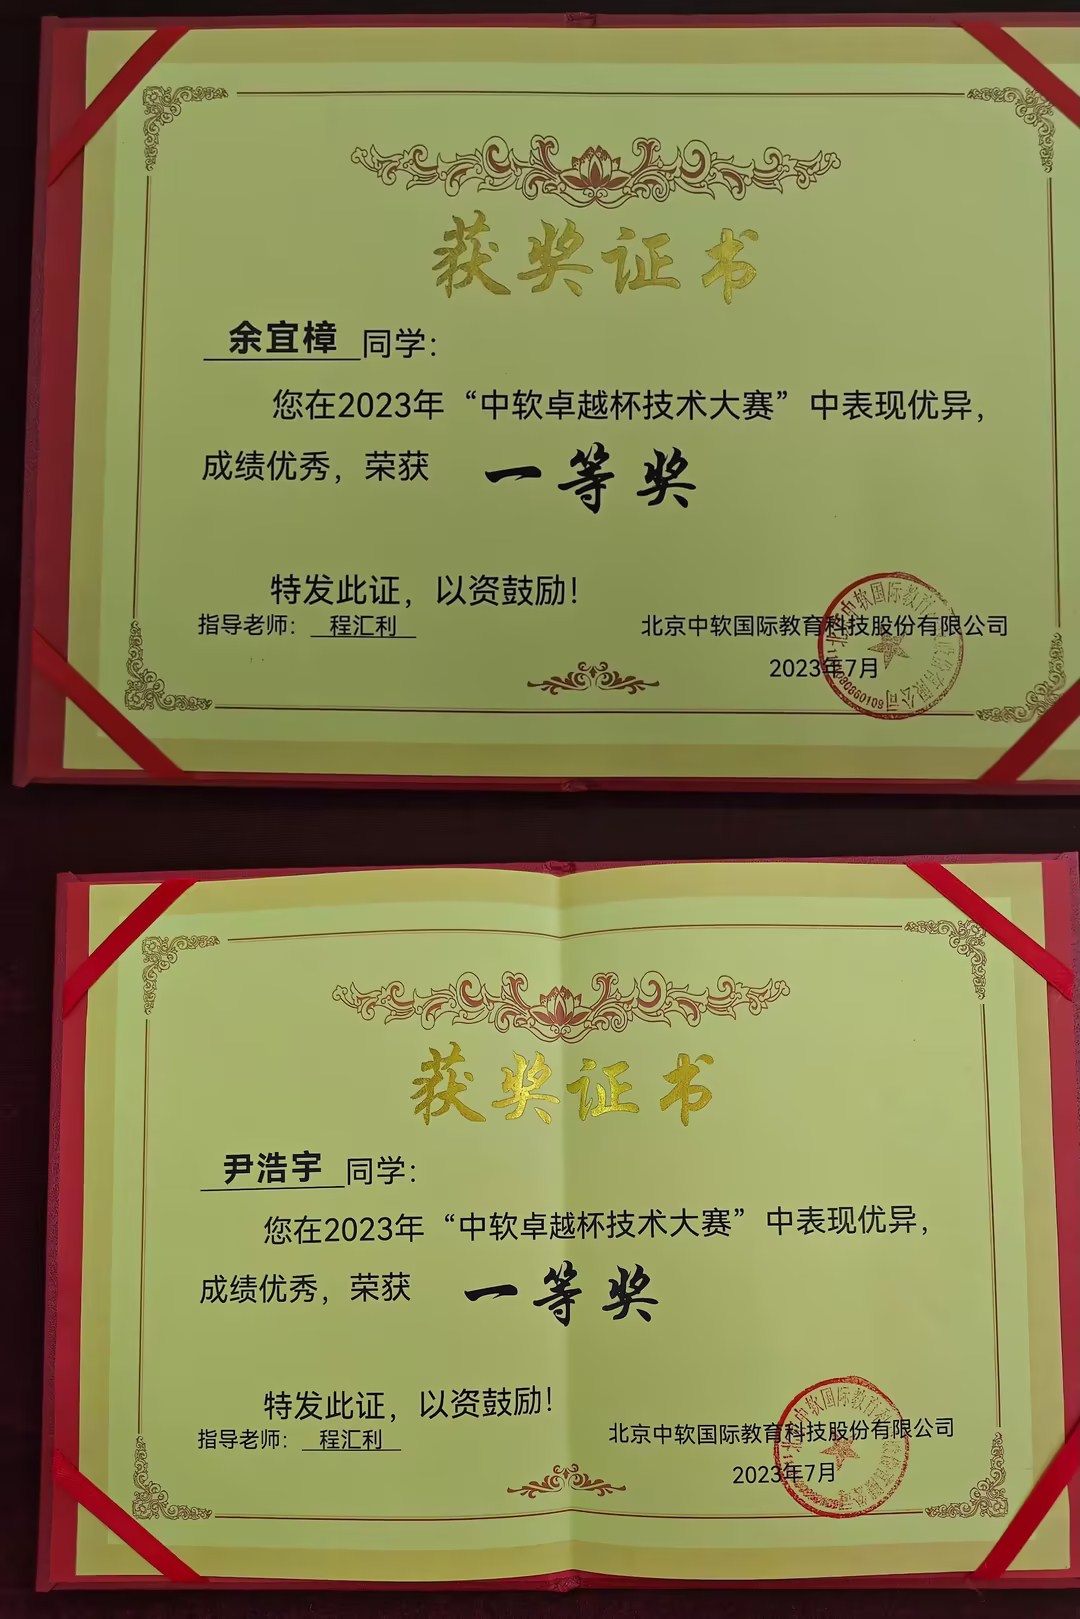 获奖证书
余宜樟 同学：
您在2023年“中软卓越杯技术大赛”中表现优异，
成绩优秀，荣获 一等奖
特发此证，以资鼓励！
指导老师： 程汇利
北京中软国际教育科技股份有限公司
2023年7月
获奖证书
尹浩宇 同学：
您在2023年“中软卓越杯技术大赛”中表现优异，
成绩优秀，荣获 一等奖
特发此证，以资鼓励！
指导老师： 程汇利
北京中软国际教育科技股份有限公司
2023年7月